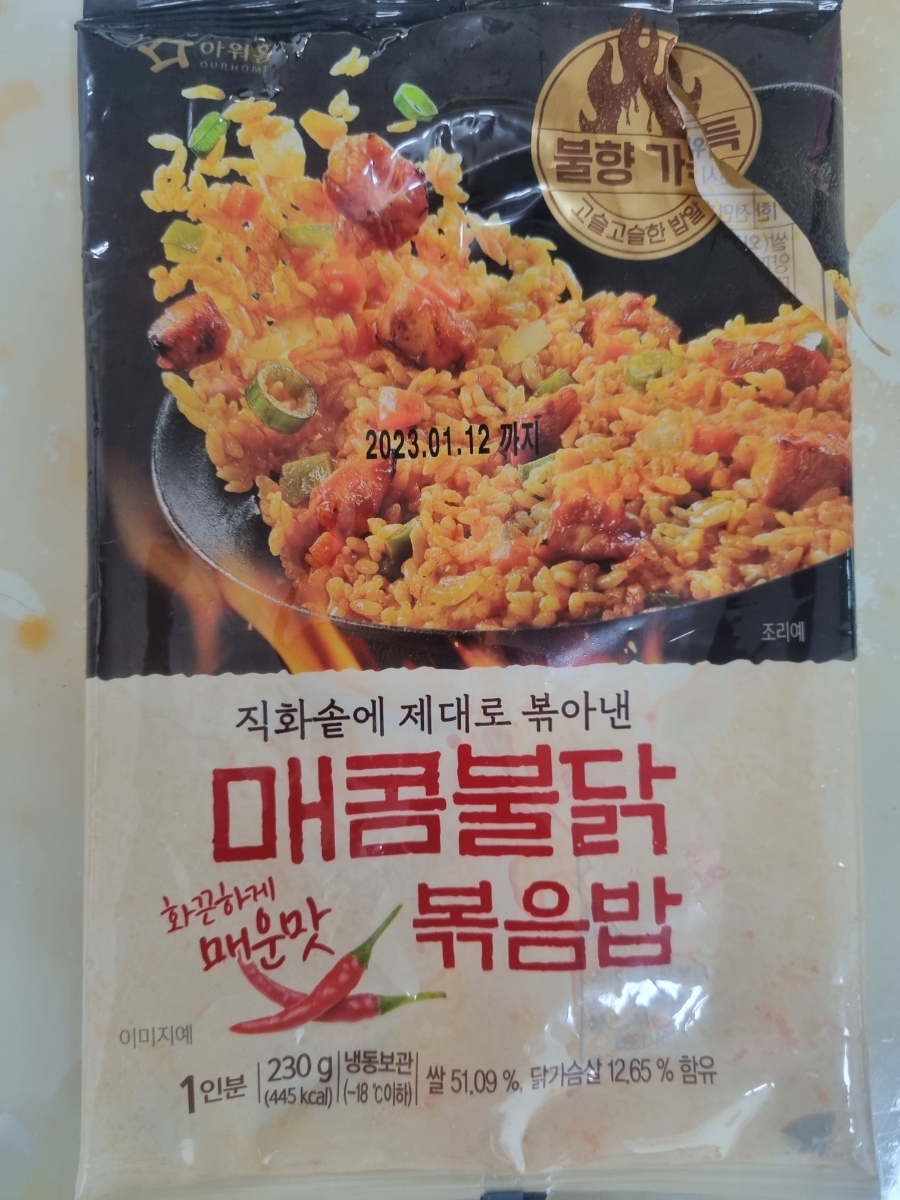 아워홈
OURHOME
불향 가득
고슬고슬한 밥알
2023.01.12 까지
조리예
직화솥에 제대로 볶아낸
매콤불닭
볶음밥
화끈하게
매운맛
이미지예
1인분 230 g (445 kcal) 냉동보관 (-18 ℃이하) 쌀 51.09 %, 닭가슴살 12.65 % 함유